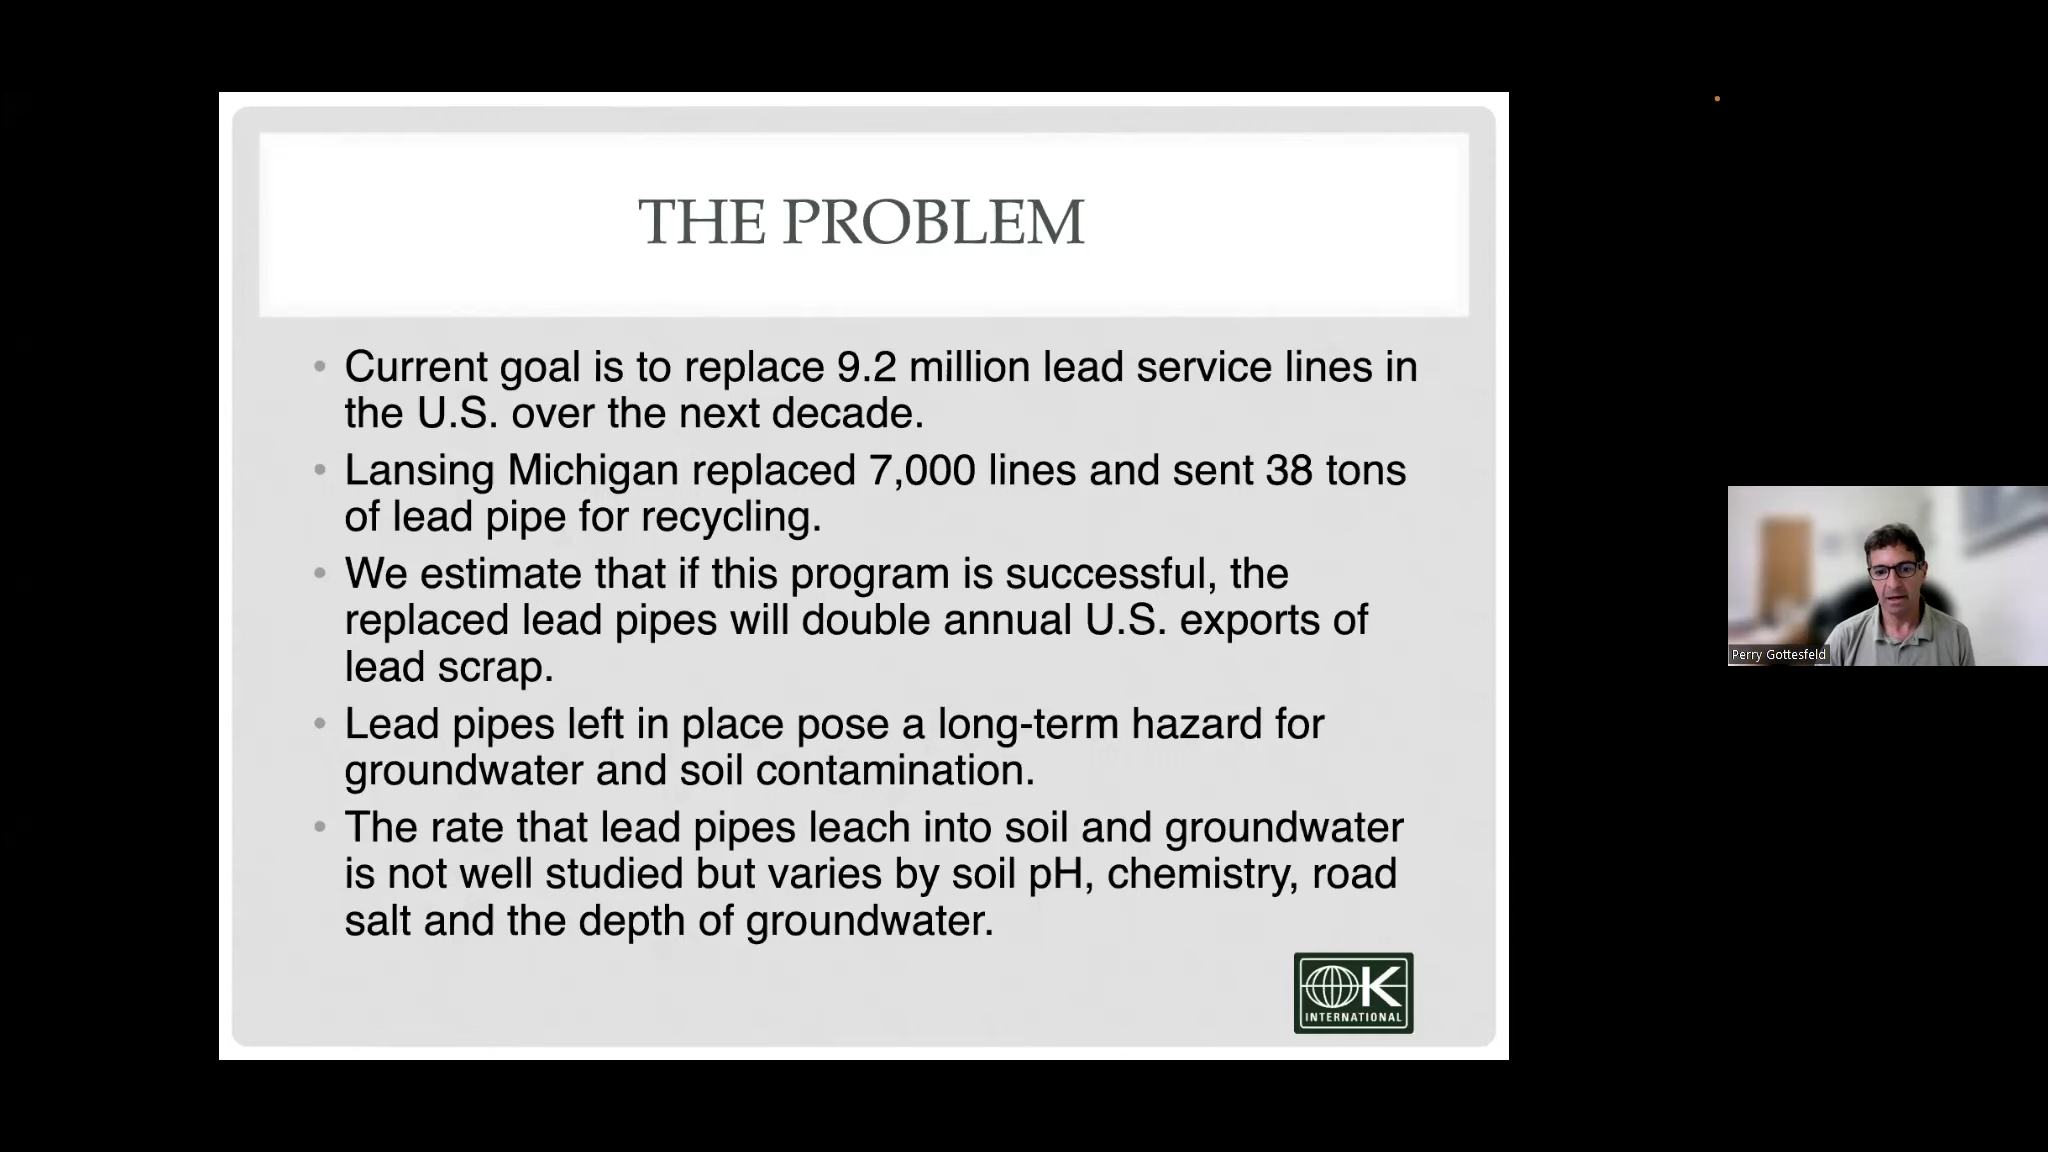 THE PROBLEM
• Current goal is to replace 9.2 million lead service lines in
the U.S. over the next decade.
• Lansing Michigan replaced 7,000 lines and sent 38 tons
of lead pipe for recycling.
• We estimate that if this program is successful, the
replaced lead pipes will double annual U.S. exports of
lead scrap.
• Lead pipes left in place pose a long-term hazard for
groundwater and soil contamination.
• The rate that lead pipes leach into soil and groundwater
is not well studied but varies by soil pH, chemistry, road
salt and the depth of groundwater.
OK
INTERNATIONAL
Perry Gottesfeld